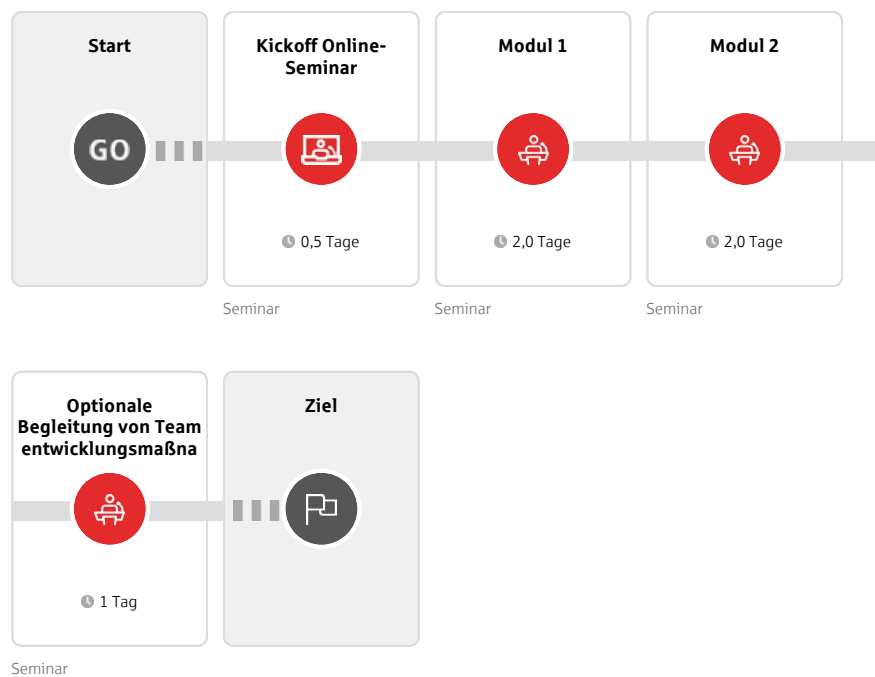 Start
Kickoff Online-
Seminar
Modul 1
Modul 2
GO
0,5 Tage
2,0 Tage
2,0 Tage
Seminar
Seminar
Seminar
Optionale
Begleitung von Team
entwicklungsmaßna
Ziel
1 Tag
Seminar